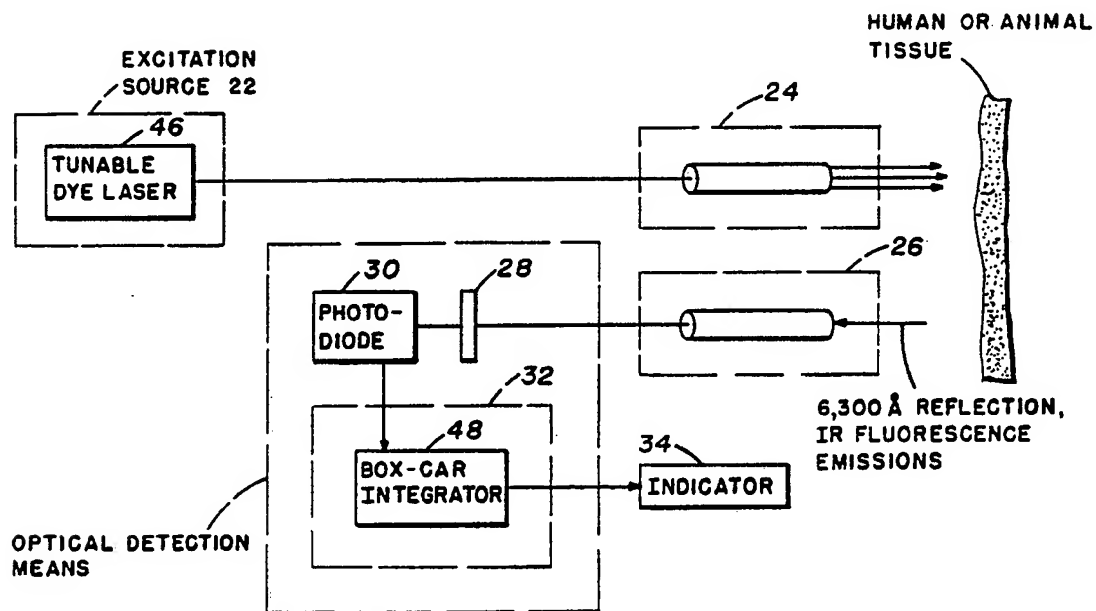 HUMAN OR ANIMAL
TISSUE
EXCITATION
SOURCE 22
46
TUNABLE
DYE LASER
24
26
30
28
PHOTO-
DIODE
32
48
BOX-CAR
INTEGRATOR
34
INDICATOR
6,300 Å REFLECTION,
IR FLUORESCENCE
EMISSIONS
OPTICAL DETECTION
MEANS